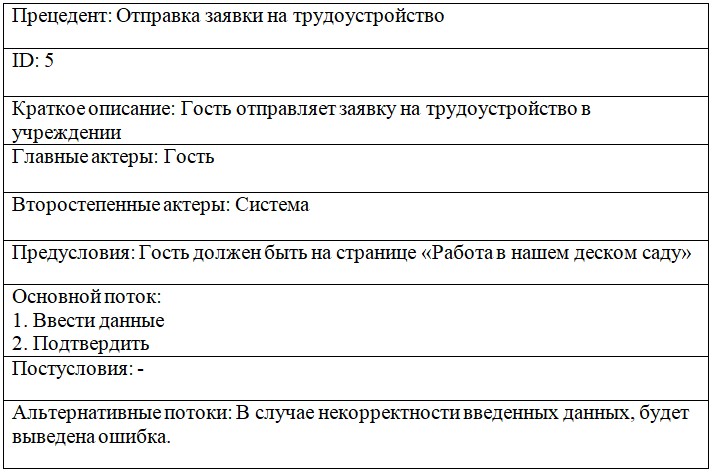 Прецедент: Отправка заявки на трудоустройство
ID: 5
Краткое описание: Гость отправляет заявку на трудоустройство в
учреждении
Главные актеры: Гость
Второстепенные актеры: Система
Предусловия: Гость должен быть на странице «Работа в нашем деском саду»
Основной поток:
1. Ввести данные
2. Подтвердить
Постусловия: -
Альтернативные потоки: В случае некорректности введенных данных, будет
выведена ошибка.